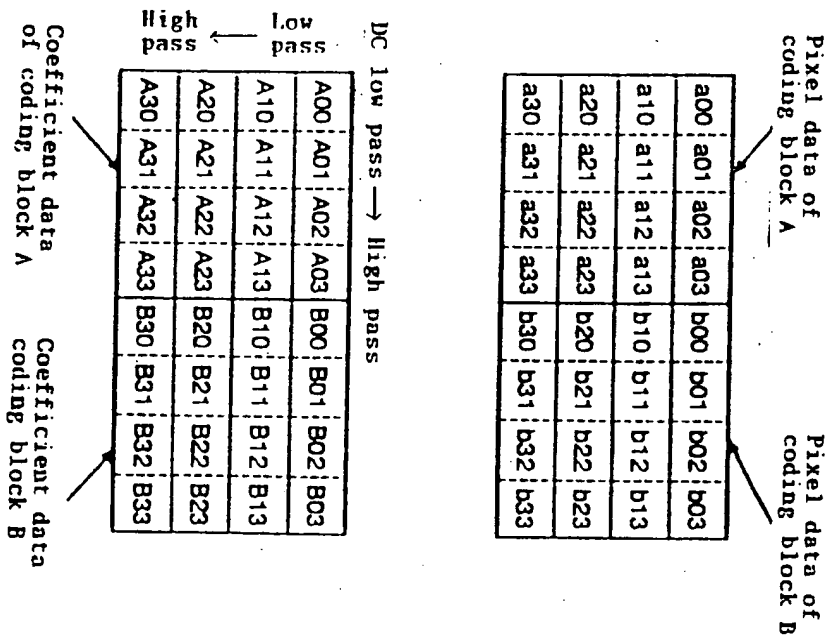 Pixel data of
coding block A
Pixel data of
coding block B
a00 a01 a02 a03 b00 b01 b02 b03
a10 a11 a12 a13 b10 b11 b12 b13
a20 a21 a22 a23 b20 b21 b22 b23
a30 a31 a32 a33 b30 b31 b32 b33
DC low pass → High pass
Low
pass
High
pass
A00 A01 A02 A03 B00 B01 B02 B03
A10 A11 A12 A13 B10 B11 B12 B13
A20 A21 A22 A23 B20 B21 B22 B23
A30 A31 A32 A33 B30 B31 B32 B33
Coefficient data
of coding block A
Coefficient data
coding block B